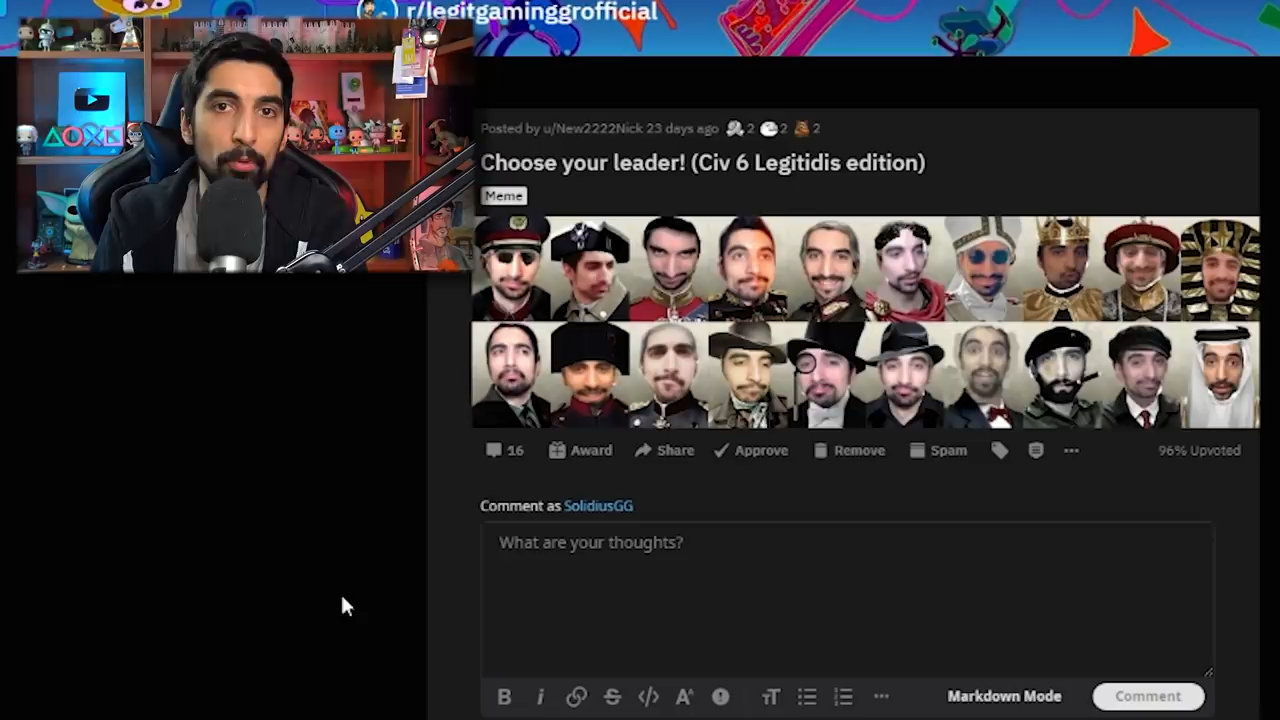 r/legitgaminggrofficial
Posted by u/New2222Nick 23 days ago 2 2 2
Choose your leader! (Civ 6 Legitidis edition)
Meme
16 Award Share Approve Remove Spam ••• 96% Upvoted
Comment as SolidiusGG
What are your thoughts?
B i S </> A T ••• Markdown Mode Comment